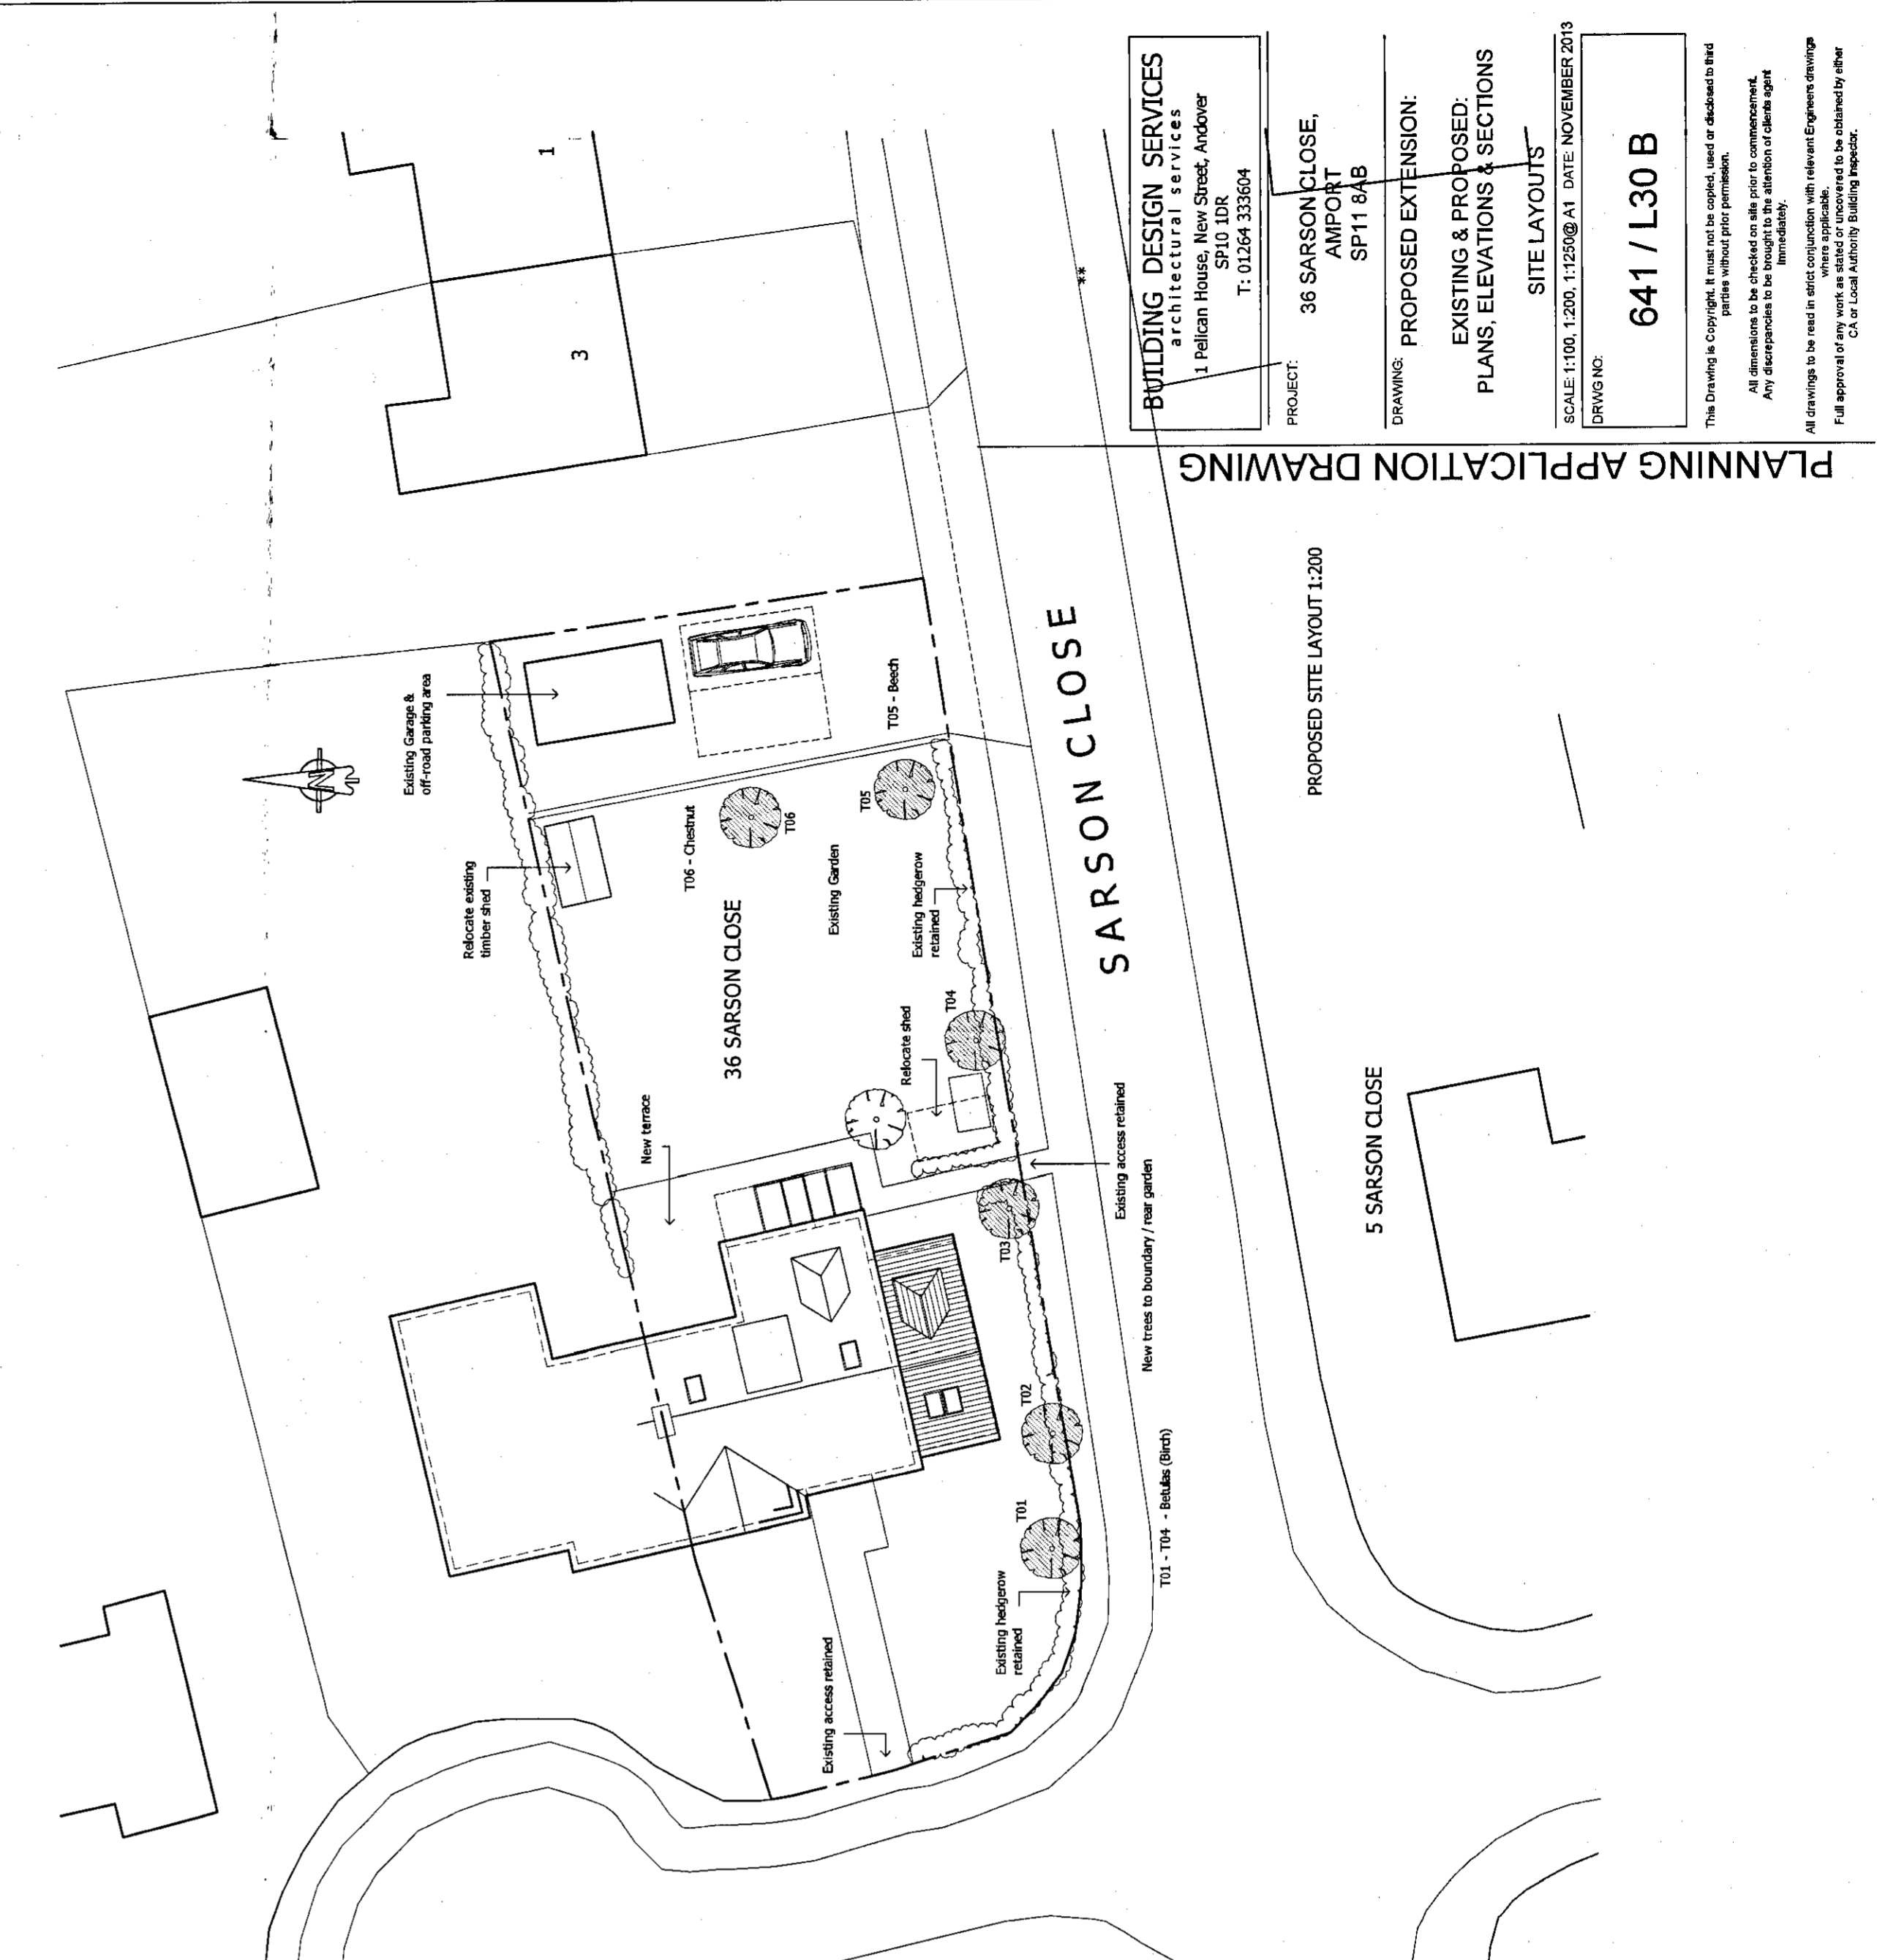 Existing Garage &
off-road parking area
N
Relocate existing
timber shed
T06 - Chestnut
T06
T05 - Beech
T05
Existing Garden
36 SARSON CLOSE
Existing hedgerow
retained
T04
Relocate shed
New terrace
T03
Existing access retained
New trees to boundary / rear garden
T02
T01
T01 - T04 - Betulas (Birch)
Existing hedgerow
retained
Existing access retained
SARSON CLOSE
5 SARSON CLOSE
1
3
**
PROPOSED SITE LAYOUT 1:200
PLANNING APPLICATION DRAWING
BUILDING DESIGN SERVICES
architectural services
1 Pelican House, New Street, Andover
SP10 1DR
T: 01264 333604
PROJECT:
36 SARSON CLOSE,
AMPORT
SP11 8AB
DRAWING: PROPOSED EXTENSION:
EXISTING & PROPOSED:
PLANS, ELEVATIONS & SECTIONS
SITE LAYOUTS
SCALE: 1:100, 1:200, 1:1250@ A1 DATE: NOVEMBER 2013
DRWG NO:
641 / L30 B
This Drawing is Copyright. It must not be copied, used or disclosed to third
parties without prior permission.
All dimensions to be checked on site prior to commencement.
Any discrepancies to be brought to the attention of clients agent
immediately.
All drawings to be read in strict conjunction with relevant Engineers drawings
where applicable.
Full approval of any work as stated or uncovered to be obtained by either
CA or Local Authority Building Inspector.